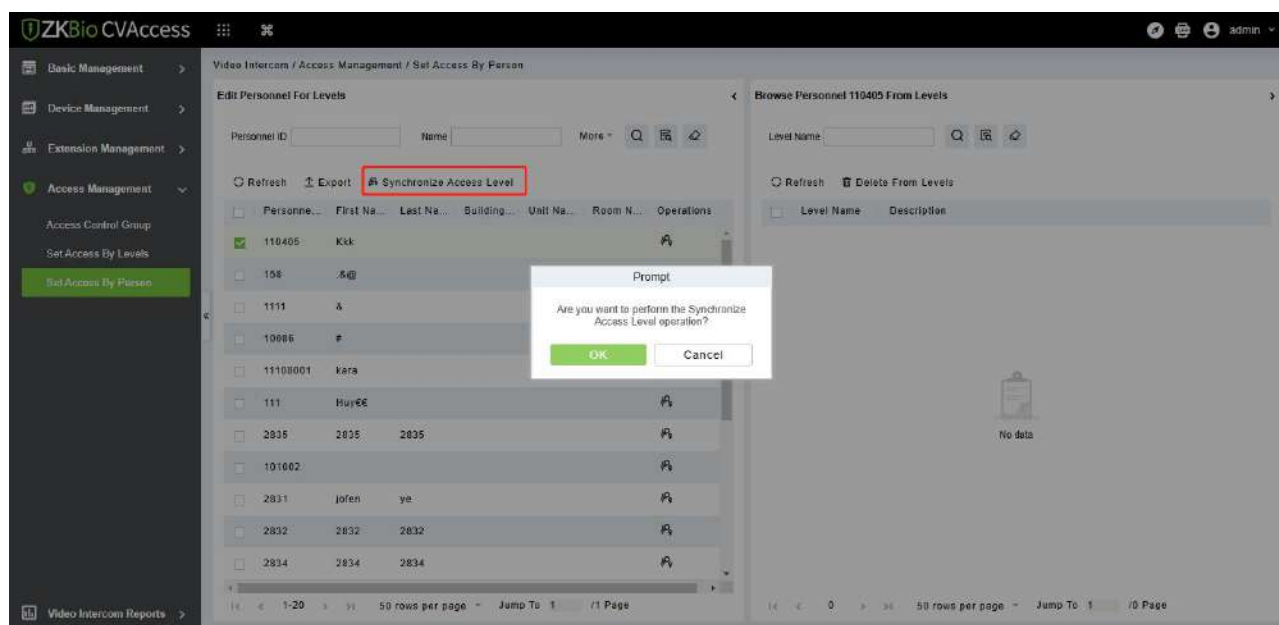 ZKBio CVAccess
admin
Basic Management
Device Management
Extension Management
Access Management
Access Control Group
Set Access By Levels
Set Access By Person
Video Intercom Reports
Video Intercom / Access Management / Set Access By Person
Edit Personnel For Levels
Personnel ID Name More
Refresh Export Synchronize Access Level
Personne... First Na... Last Na... Building... Unit Na... Room N... Operations
110405 Kkk
158 .&@
1111 &
10086 #
11108001 kara
111 Huy€€
2835 2835 2835
101602
2831 jofen ye
2832 2832 2832
2834 2834 2834
1-20 50 rows per page Jump To 1 /1 Page
Browse Personnel 110405 From Levels
Level Name
Refresh Delete From Levels
Level Name Description
No data
0 50 rows per page Jump To 1 /0 Page
Prompt
Are you want to perform the Synchronize
Access Level operation?
OK Cancel